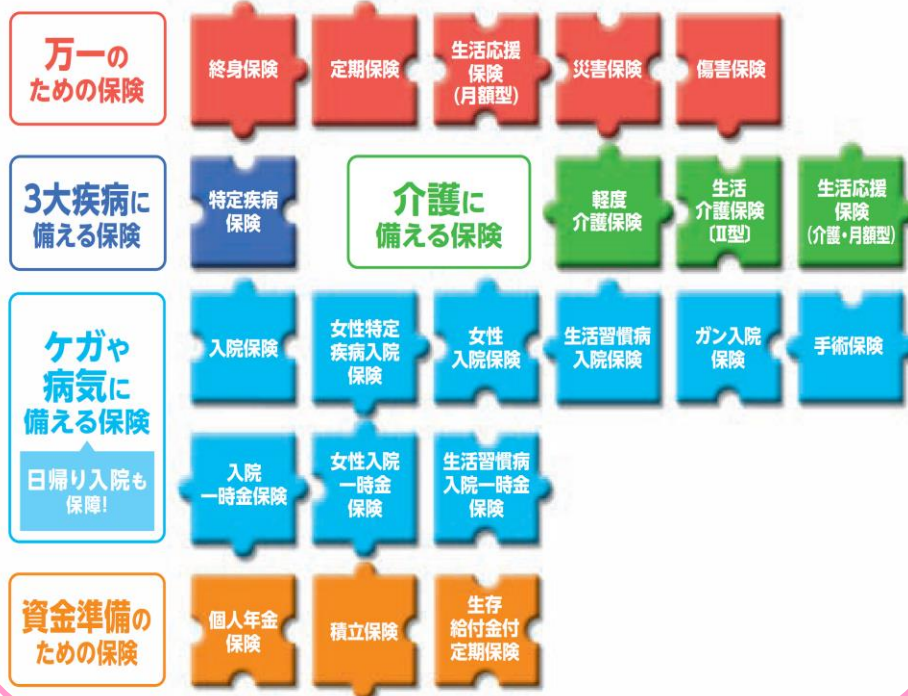 万一の
ための保険
終身保険
定期保険
生活応援
保険
(月額型)
災害保険
傷害保険
3大疾病に
備える保険
特定疾病
保険
介護に
備える保険
軽度
介護保険
生活
介護保険
〔Ⅱ型〕
生活応援
保険
(介護・月額型)
ケガや
病気に
備える保険
日帰り入院も
保障!
入院保険
女性特定
疾病入院
保険
女性
入院保険
生活習慣病
入院保険
ガン入院
保険
手術保険
入院
一時金保険
女性入院
一時金
保険
生活習慣病
入院一時金
保険
資金準備の
ための保険
個人年金
保険
積立保険
生存
給付金付
定期保険